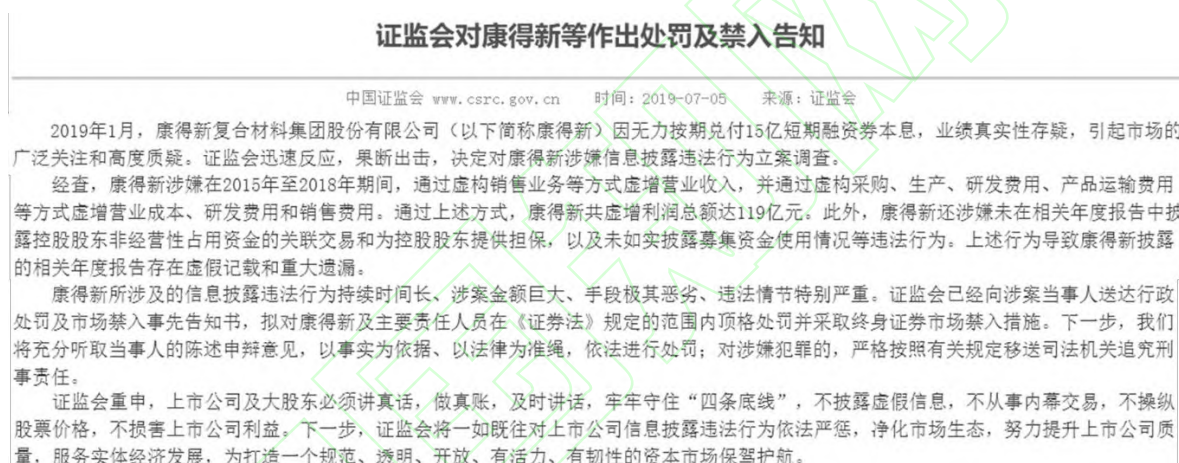 证监会对康得新等作出处罚及禁入告知
中国证监会 www.csrc.gov.cn 时间：2019-07-05 来源：证监会
2019年1月，康得新复合材料集团股份有限公司（以下简称康得新）因无力按期兑付15亿短期融资券本息，业绩真实性存疑，引起市场的
广泛关注和高度质疑。证监会迅速反应，果断出击，决定对康得新涉嫌信息披露违法行为立案调查。
经查，康得新涉嫌在2015年至2018年期间，通过虚构销售业务等方式虚增营业收入，并通过虚构采购、生产、研发费用、产品运输费用
等方式虚增营业成本、研发费用和销售费用。通过上述方式，康得新共虚增利润总额达119亿元。此外，康得新还涉嫌未在相关年度报告中披
露控股股东非经营性占用资金的关联交易和为控股股东提供担保，以及未如实披露募集资金使用情况等违法行为。上述行为导致康得新披露
的相关年度报告存在虚假记载和重大遗漏。
康得新所涉及的信息披露违法行为持续时间长、涉案金额巨大、手段极其恶劣、违法情节特别严重。证监会已经向涉案当事人送达行政
处罚及市场禁入事先告知书，拟对康得新及主要责任人员在《证券法》规定的范围内顶格处罚并采取终身证券市场禁入措施。下一步，我们
将充分听取当事人的陈述申辩意见，以事实为依据、以法律为准绳，依法进行处罚；对涉嫌犯罪的，严格按照有关规定移送司法机关追究刑
事责任。
证监会重申，上市公司及大股东必须讲真话，做真账，及时讲话，牢牢守住“四条底线”，不披露虚假信息，不从事内幕交易，不操纵
股票价格，不损害上市公司利益。下一步，证监会将一如既往对上市公司信息披露违法行为依法严惩，净化市场生态，努力提升上市公司质
量，服务实体经济发展，为打造一个规范、透明、开放、有活力、有韧性的资本市场保驾护航。